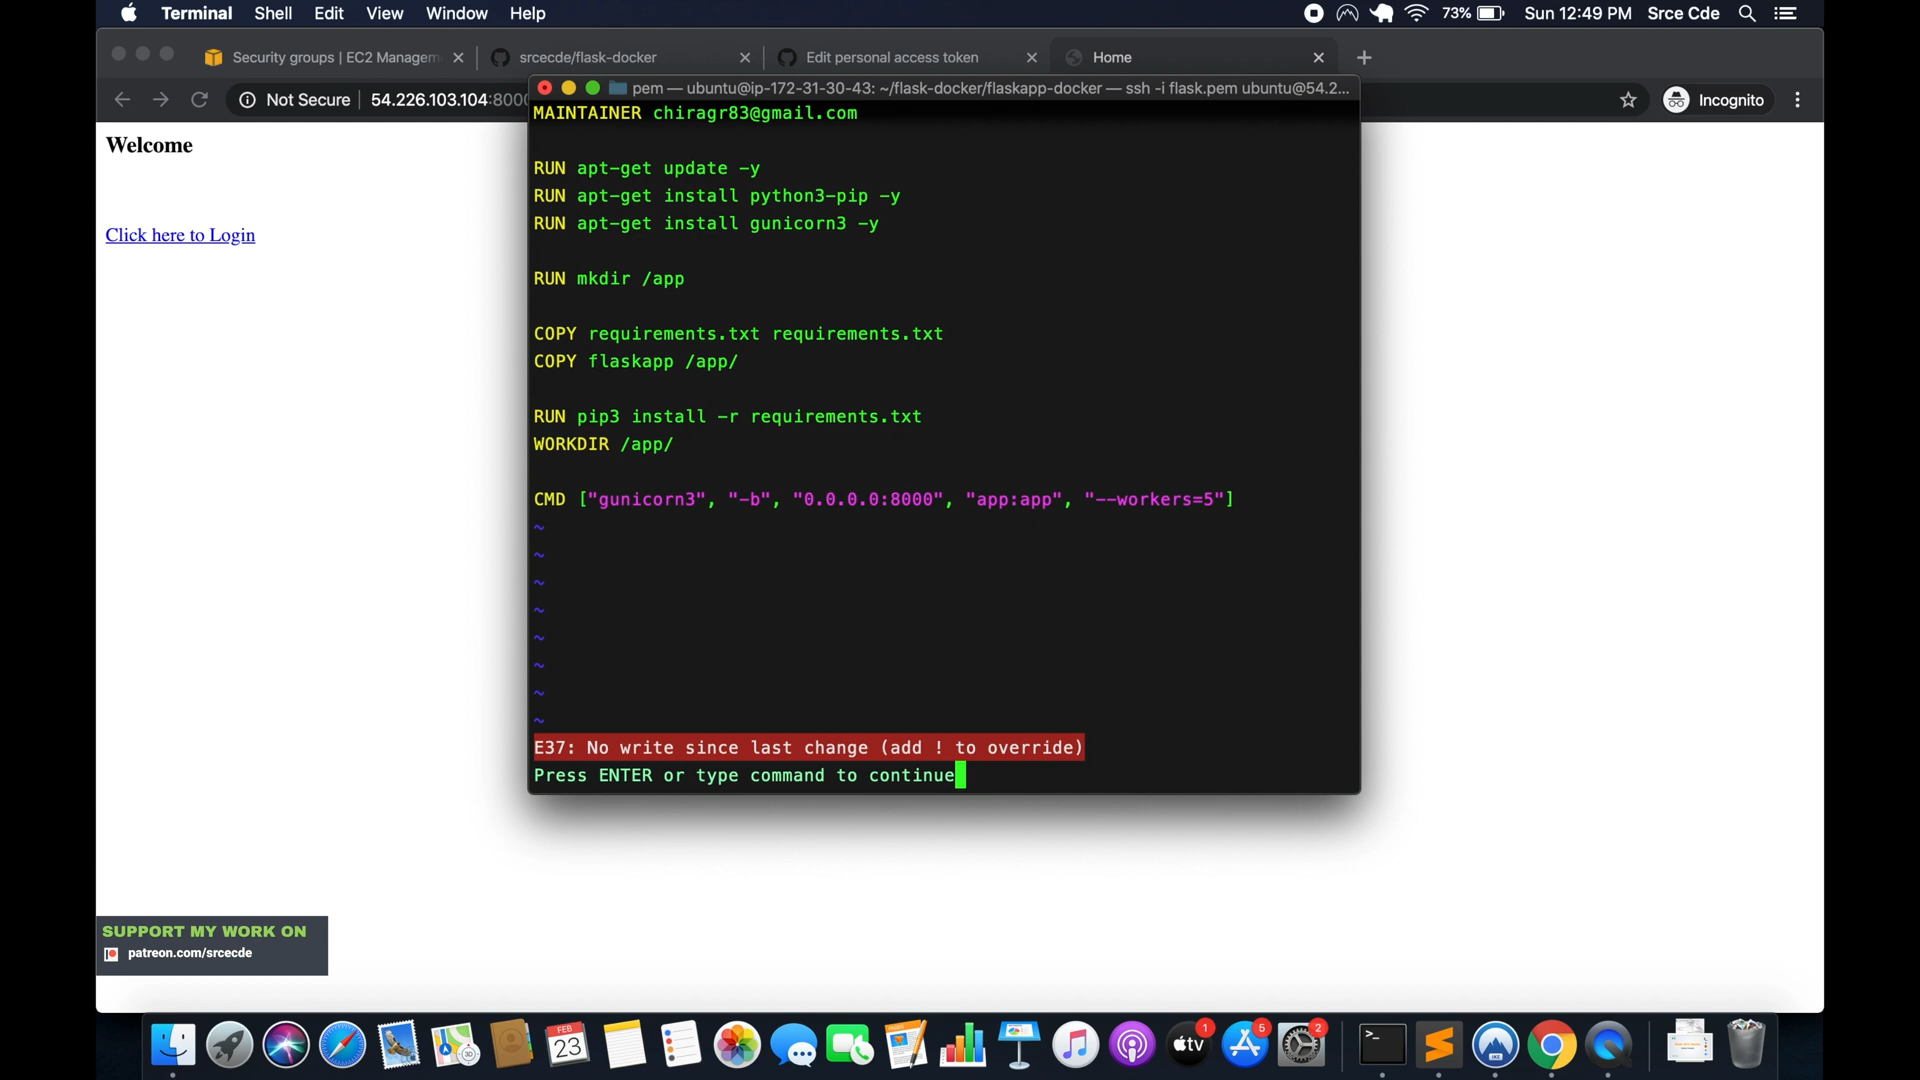 Terminal Shell Edit View Window Help 73% Sun 12:49 PM Srce Cde
Security groups | EC2 Managem srcecde/flask-docker Edit personal access token Home
Not Secure 54.226.103.104:8000 Incognito
pem — ubuntu@ip-172-31-30-43: ~/flask-docker/flaskapp-docker — ssh -i flask.pem ubuntu@54.2...
Welcome
Click here to Login
MAINTAINER chiragr83@gmail.com
RUN apt-get update -y
RUN apt-get install python3-pip -y
RUN apt-get install gunicorn3 -y
RUN mkdir /app
COPY requirements.txt requirements.txt
COPY flaskapp /app/
RUN pip3 install -r requirements.txt
WORKDIR /app/
CMD ["gunicorn3", "-b", "0.0.0.0:8000", "app:app", "--workers=5"]
~
~
~
~
~
~
~
~
E37: No write since last change (add ! to override)
Press ENTER or type command to continue
SUPPORT MY WORK ON
patreon.com/srcecde
FEB
23
3D
tv
1
5
2
>_